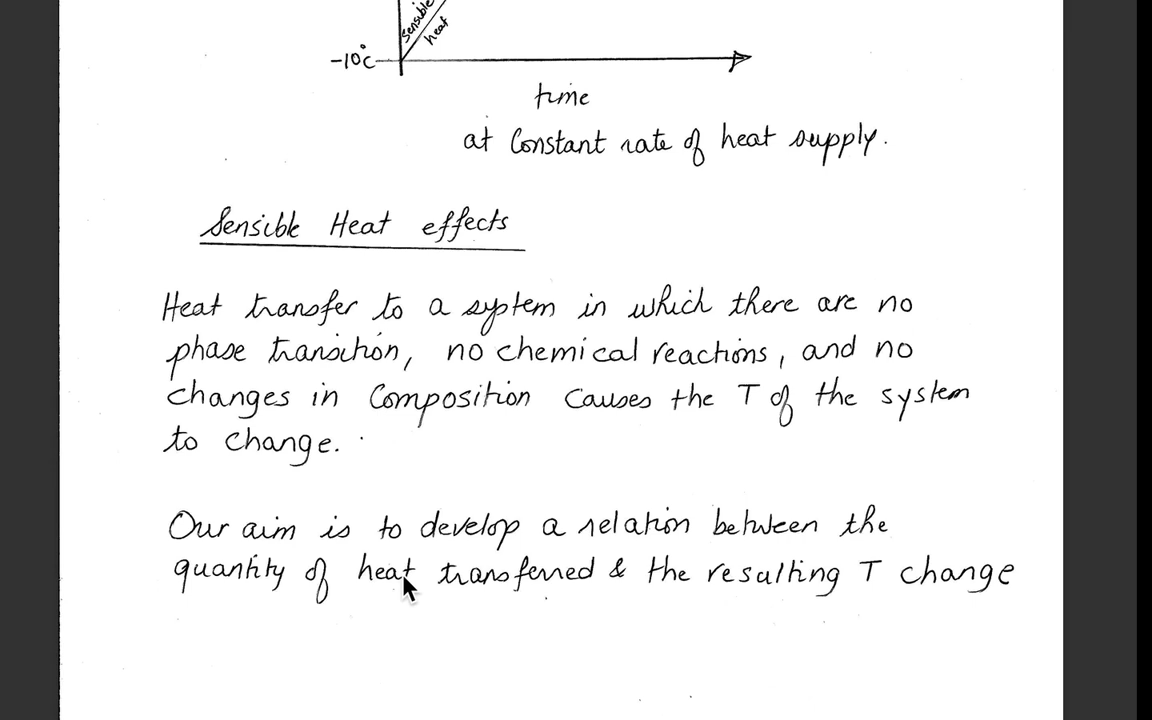 Sensible
heat
-10°C
time
at Constant rate of heat supply.
Sensible Heat effects
Heat transfer to a system in which there are no
phase transition, no chemical reactions, and no
changes in Composition causes the T of the system
to change.
Our aim is to develop a relation between the
quantity of heat transferred & the resulting T change